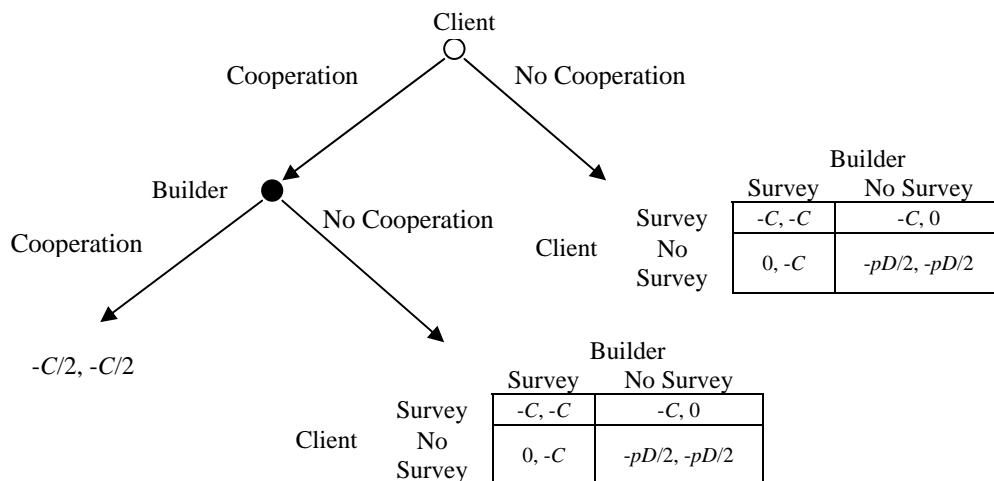 Client
Cooperation
No Cooperation
Builder
Survey No Survey
Client
Survey
-C, -C
-C, 0
No
Survey
0, -C
-pD/2, -pD/2
Builder
Cooperation
No Cooperation
-C/2, -C/2
Builder
Survey No Survey
Client
Survey
-C, -C
-C, 0
No
Survey
0, -C
-pD/2, -pD/2